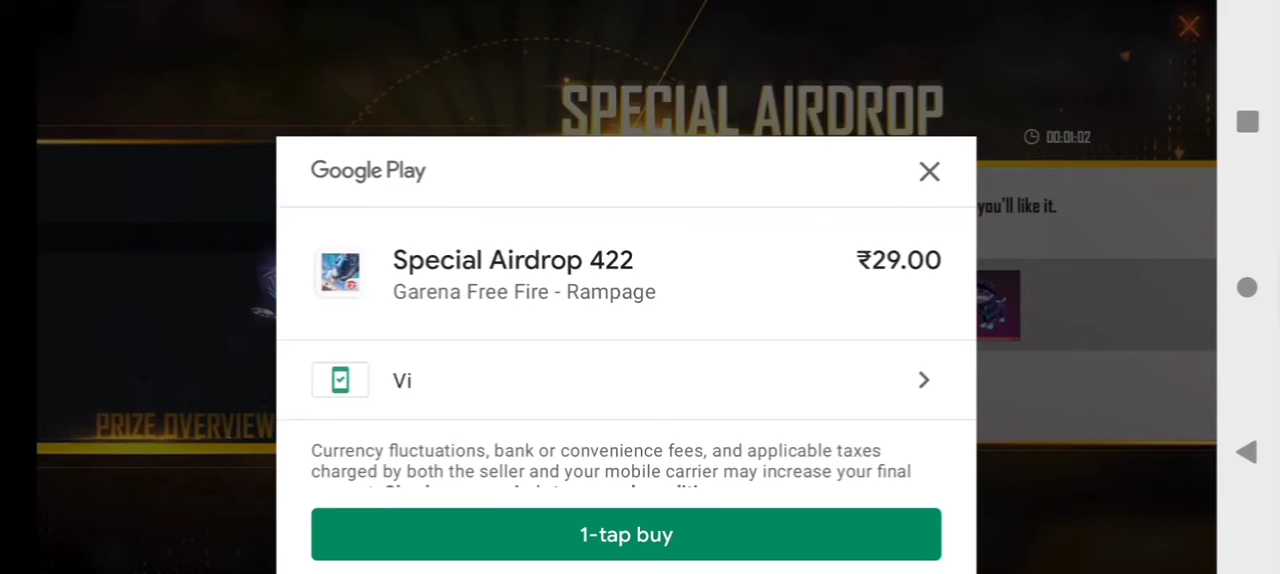 SPECIAL AIRDROP
00:01:02
Google Play
you'll like it.
Special Airdrop 422
₹29.00
Garena Free Fire - Rampage
Vi
PRIZE OVERVIEW
Currency fluctuations, bank or convenience fees, and applicable taxes
charged by both the seller and your mobile carrier may increase your final
1-tap buy